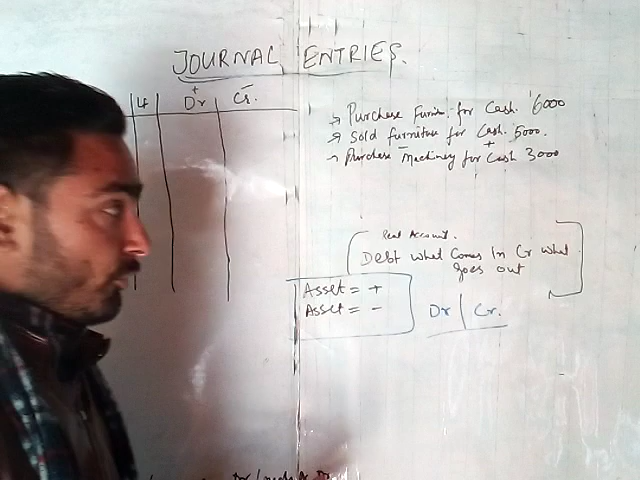 JOURNAL ENTRIES.
LF Dr + Cr. -
→ Purchase Furni. for Cash 6000
→ Sold furniture for Cash. 5000.
- +
→ Purchase Machinery for Cash 3000
Real Account.
Debt what Comes In Cr what
goes out
Asset = +
Asset = -
Dr | Cr.